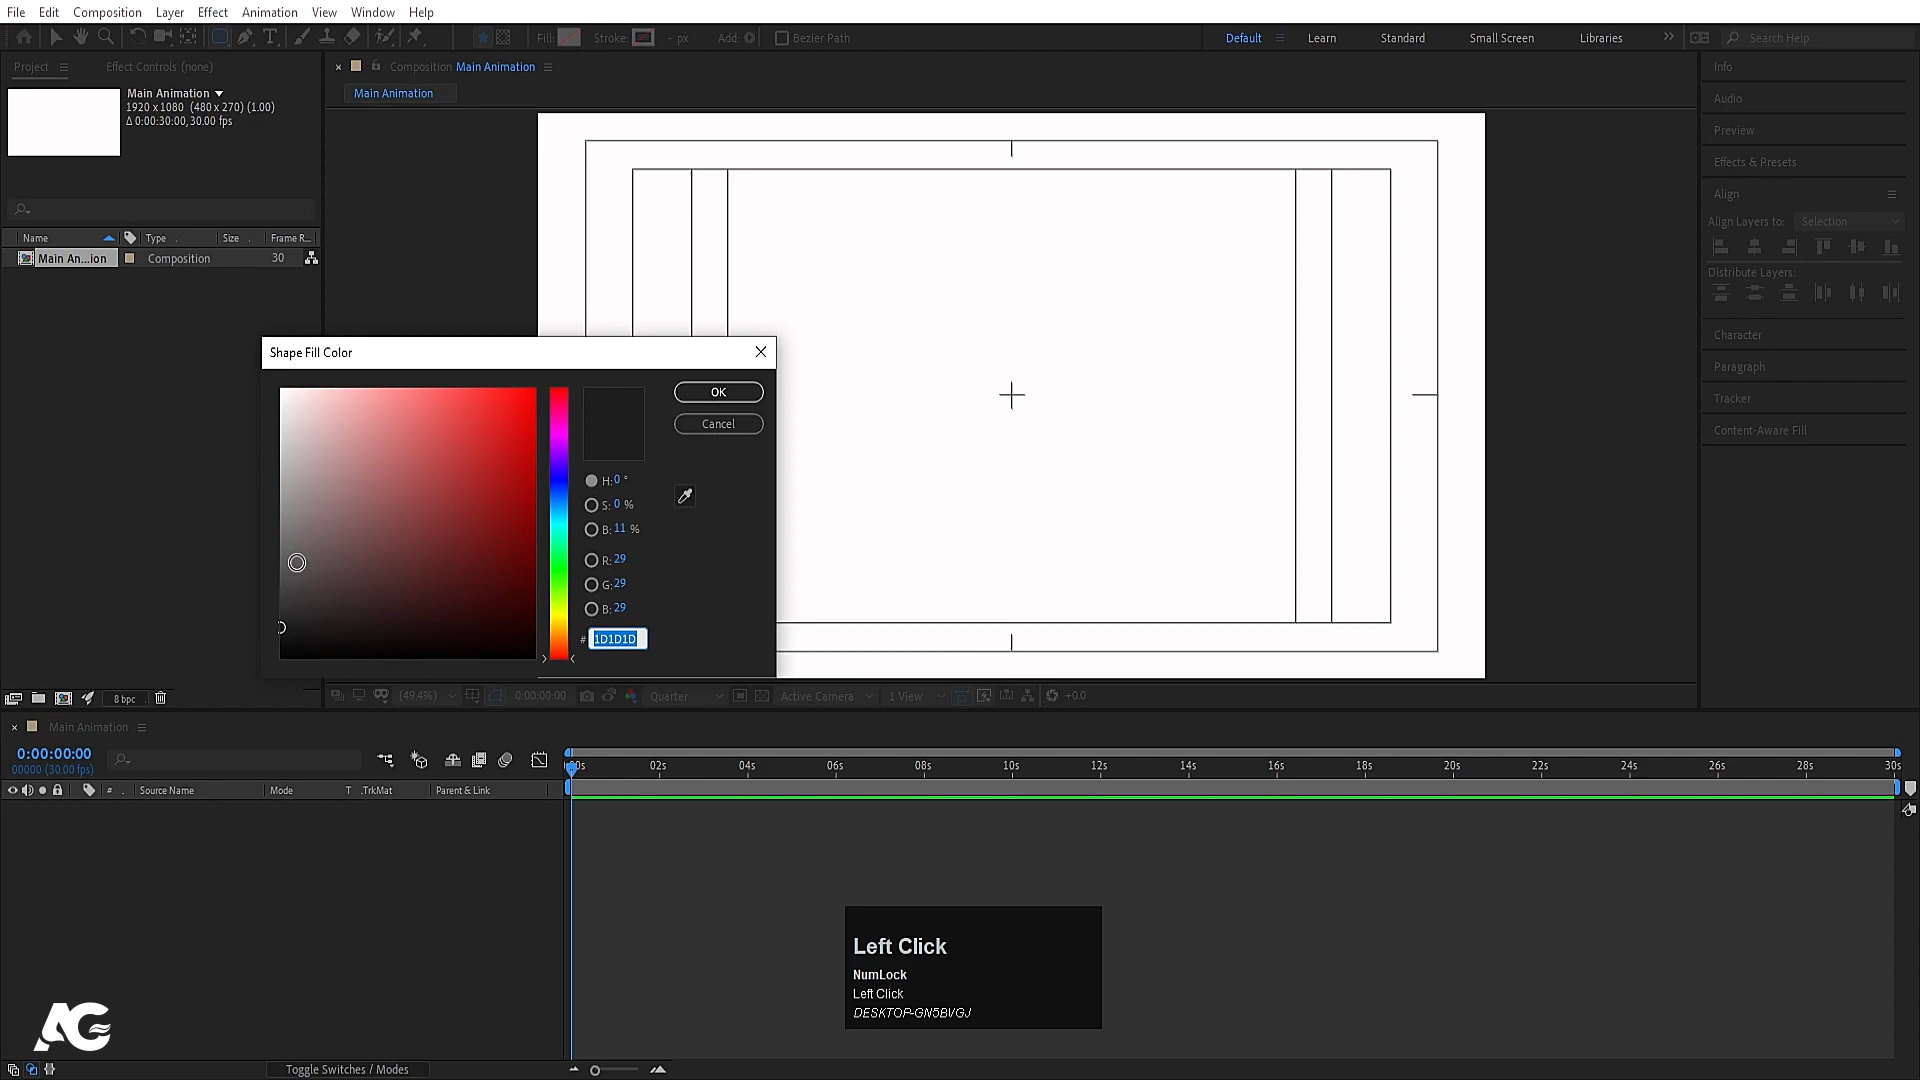 File Edit Composition Layer Effect Animation View Window Help
Fill: Stroke: - px Add: Bezier Path Default Learn Standard Small Screen Libraries Search Help
Project Effect Controls (none) Composition Main Animation Info
Main Animation
Main Animation
1920 x 1080 (480 x 270) (1.00)
Δ 0:00:30:00, 30.00 fps
Audio
Preview
Effects & Presets
Align
Align Layers to: Selection
Name Type Size Frame R...
Main An...ion Composition 30
Distribute Layers:
Character
Paragraph
Tracker
Content-Aware Fill
Shape Fill Color
OK
Cancel
H: 0 °
S: 0 %
B: 11 %
R: 29
G: 29
B: 29
# 1D1D1D
8 bpc (49.4%) 0:00:00:00 Quarter Active Camera 1 View +0.0
Main Animation
0:00:00:00
00000 (30.00 fps)
00s 02s 04s 06s 08s 10s 12s 14s 16s 18s 20s 22s 24s 26s 28s 30s
# Source Name Mode T .TrkMat Parent & Link
Left Click
NumLock
Left Click
DESKTOP-GN5BVGJ
AG
Toggle Switches / Modes